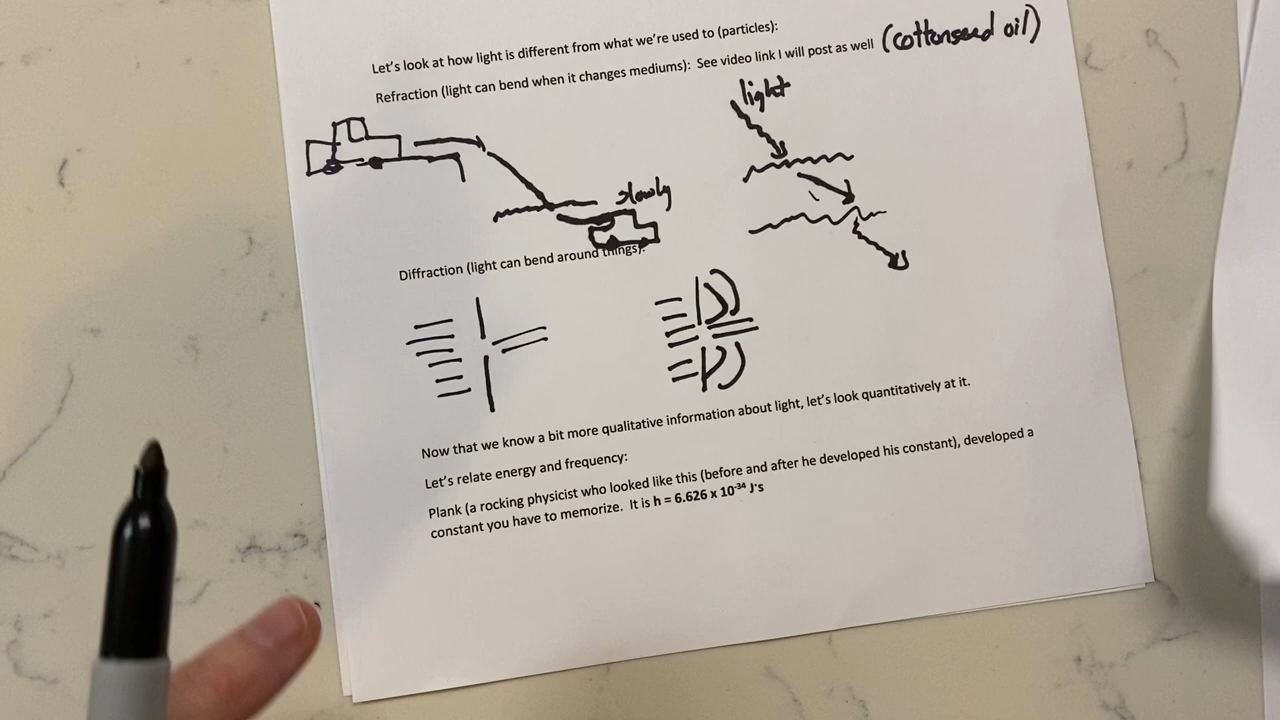 Let's look at how light is different from what we're used to (particles):
Refraction (light can bend when it changes mediums): See video link I will post as well (cottonseed oil)
light
slowly
Diffraction (light can bend around things):
Now that we know a bit more qualitative information about light, let's look quantitatively at it.
Let's relate energy and frequency:
Plank (a rocking physicist who looked like this (before and after he developed his constant), developed a
constant you have to memorize. It is h = 6.626 x 10⁻³⁴ J·s